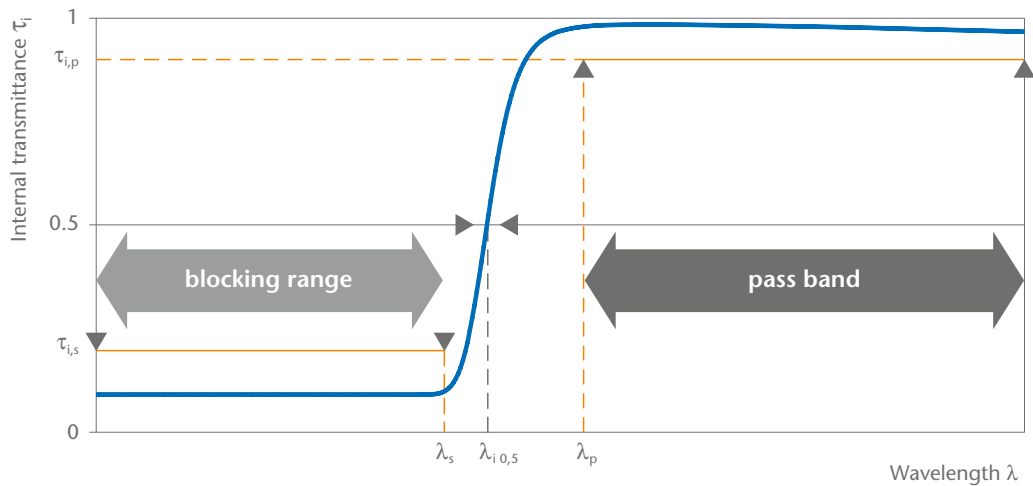 Internal transmittance τi
1
τi,p
0.5
blocking range
pass band
τi,s
0
λs
λi 0,5
λp
Wavelength λ